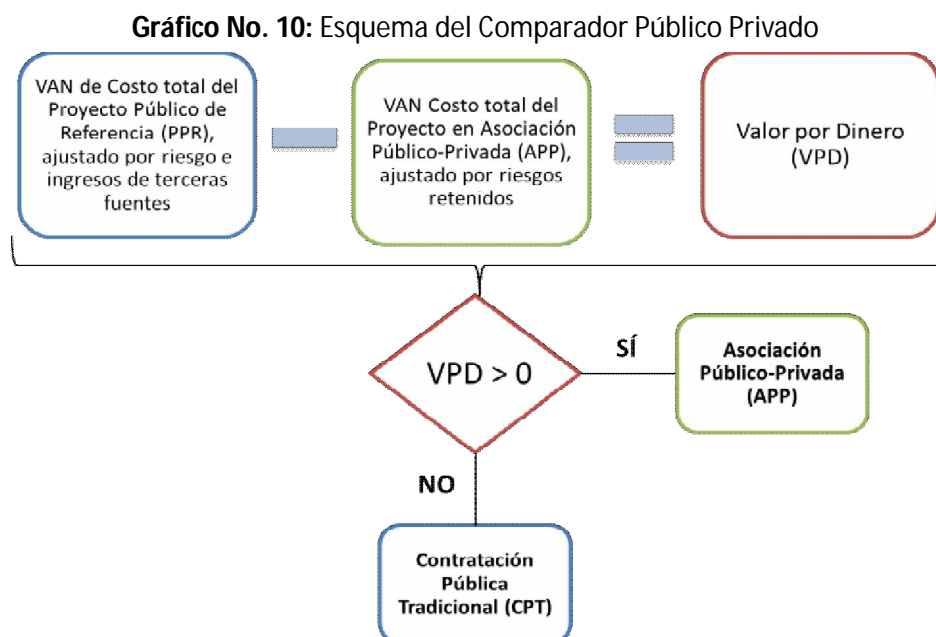 Gráfico No. 10: Esquema del Comparador Público Privado
VAN de Costo total del
Proyecto Público de
Referencia (PPR),
ajustado por riesgo e
ingresos de terceras
fuentes
VAN Costo total del
Proyecto en Asociación
Público-Privada (APP),
ajustado por riesgos
retenidos
Valor por Dinero
(VPD)
VPD > 0
SÍ
Asociación
Público-Privada
(APP)
NO
Contratación
Pública
Tradicional (CPT)